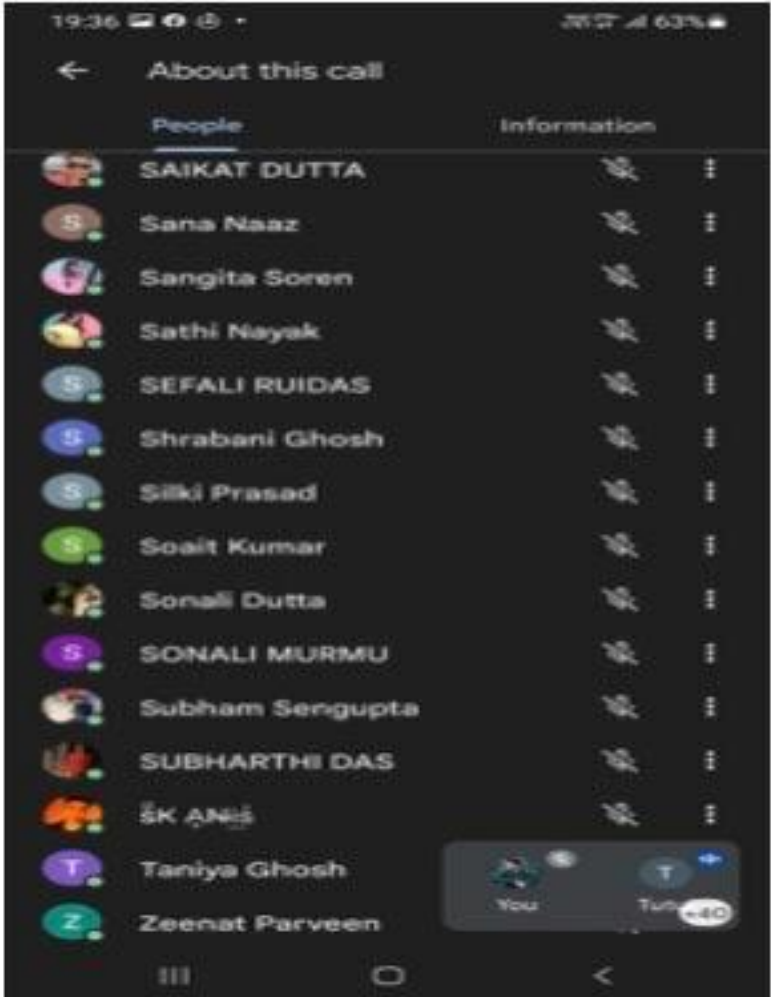 19:36 63%
About this call
People Information
SAIKAT DUTTA
S Sana Naaz
Sangita Soren
Sathi Nayak
S SEFALI RUIDAS
S Shrabani Ghosh
S Silki Prasad
S Soait Kumar
Sonali Dutta
S SONALI MURMU
Subham Sengupta
SUBHARTHI DAS
T Taniya Ghosh
T
You +40
Z Zeenat Parveen